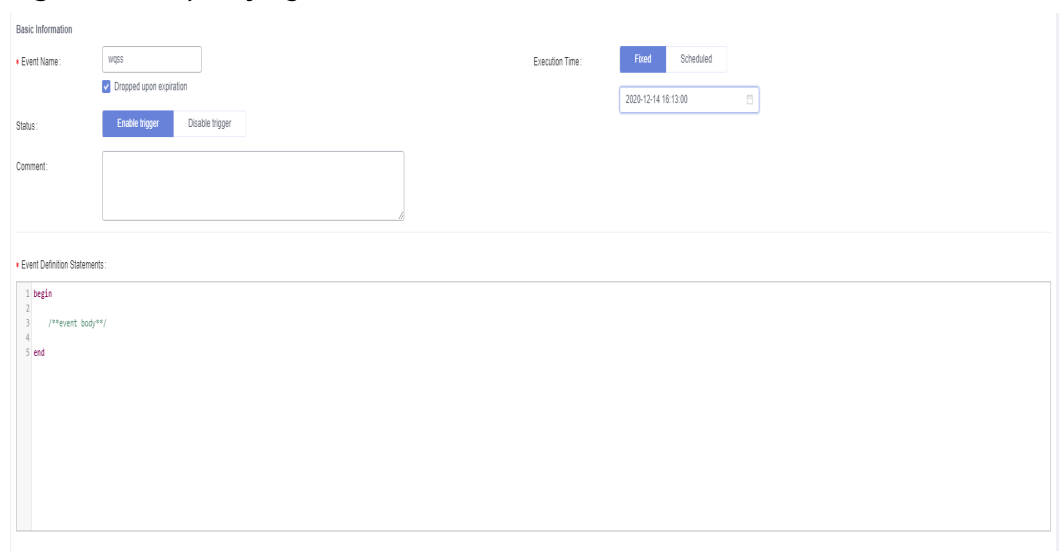 Basic Information
* Event Name:
wqss
Dropped upon expiration
Execution Time:
Fixed
Scheduled
2020-12-14 16:13:00
Status:
Enable trigger
Disable trigger
Comment:
* Event Definition Statements:
1 begin
2
3 /**event body**/
4
5 end